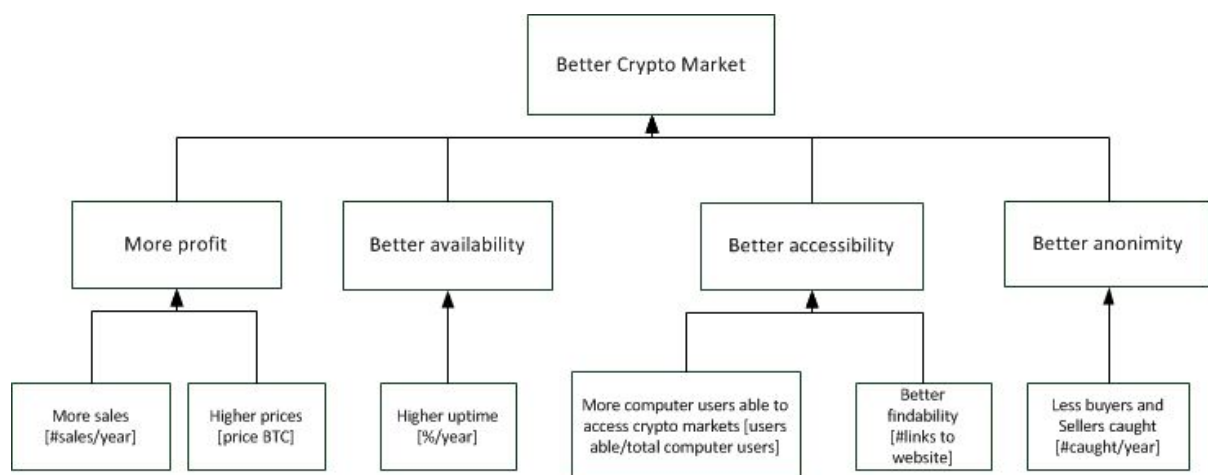 Better Crypto Market
More profit
Better availability
Better accessibility
Better anonimity
More sales
[#sales/year]
Higher prices
[price BTC]
Higher uptime
[%/year]
More computer users able to
access crypto markets [users
able/total computer users]
Better
findability
[#links to
website]
Less buyers and
Sellers caught
[#caught/year]